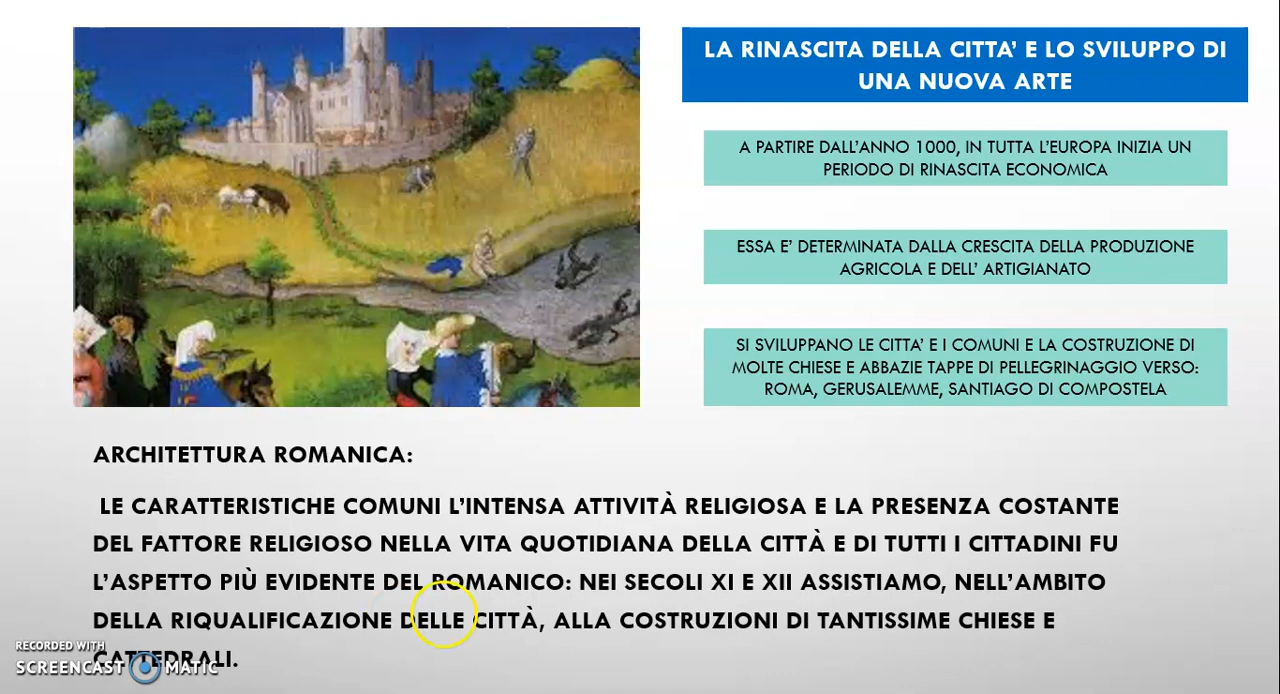 LA RINASCITA DELLA CITTA' E LO SVILUPPO DI
UNA NUOVA ARTE
A PARTIRE DALL'ANNO 1000, IN TUTTA L'EUROPA INIZIA UN
PERIODO DI RINASCITA ECONOMICA
ESSA E' DETERMINATA DALLA CRESCITA DELLA PRODUZIONE
AGRICOLA E DELL' ARTIGIANATO
SI SVILUPPANO LE CITTA' E I COMUNI E LA COSTRUZIONE DI
MOLTE CHIESE E ABBAZIE TAPPE DI PELLEGRINAGGIO VERSO:
ROMA, GERUSALEMME, SANTIAGO DI COMPOSTELA
ARCHITETTURA ROMANICA:
LE CARATTERISTICHE COMUNI L'INTENSA ATTIVITÀ RELIGIOSA E LA PRESENZA COSTANTE
DEL FATTORE RELIGIOSO NELLA VITA QUOTIDIANA DELLA CITTÀ E DI TUTTI I CITTADINI FU
L'ASPETTO PIÙ EVIDENTE DEL ROMANICO: NEI SECOLI XI E XII ASSISTIAMO, NELL'AMBITO
DELLA RIQUALIFICAZIONE DELLE CITTÀ, ALLA COSTRUZIONI DI TANTISSIME CHIESE E
CATTEDRALI.
RECORDED WITH
SCREENCAST MATIC